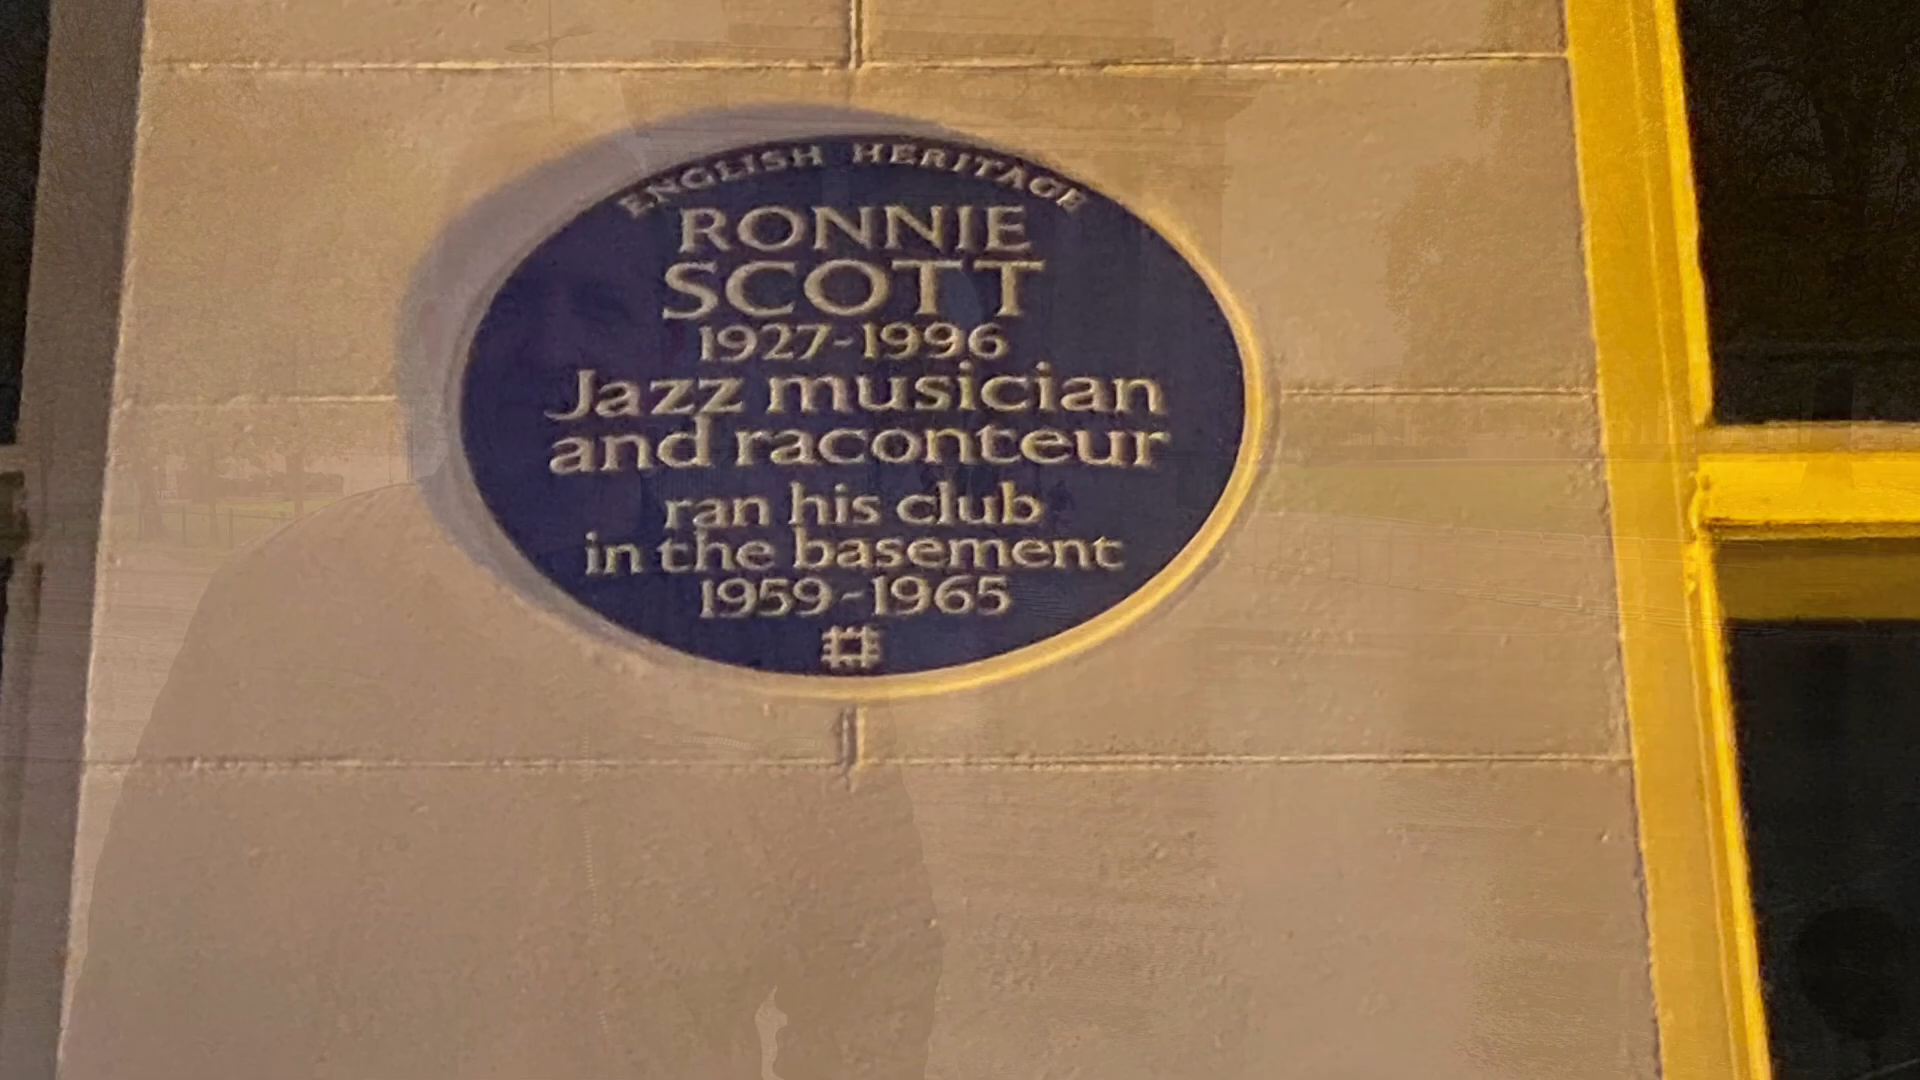 ENGLISH HERITAGE
RONNIE
SCOTT
1927-1996
Jazz musician
and raconteur
ran his club
in the basement
1959-1965